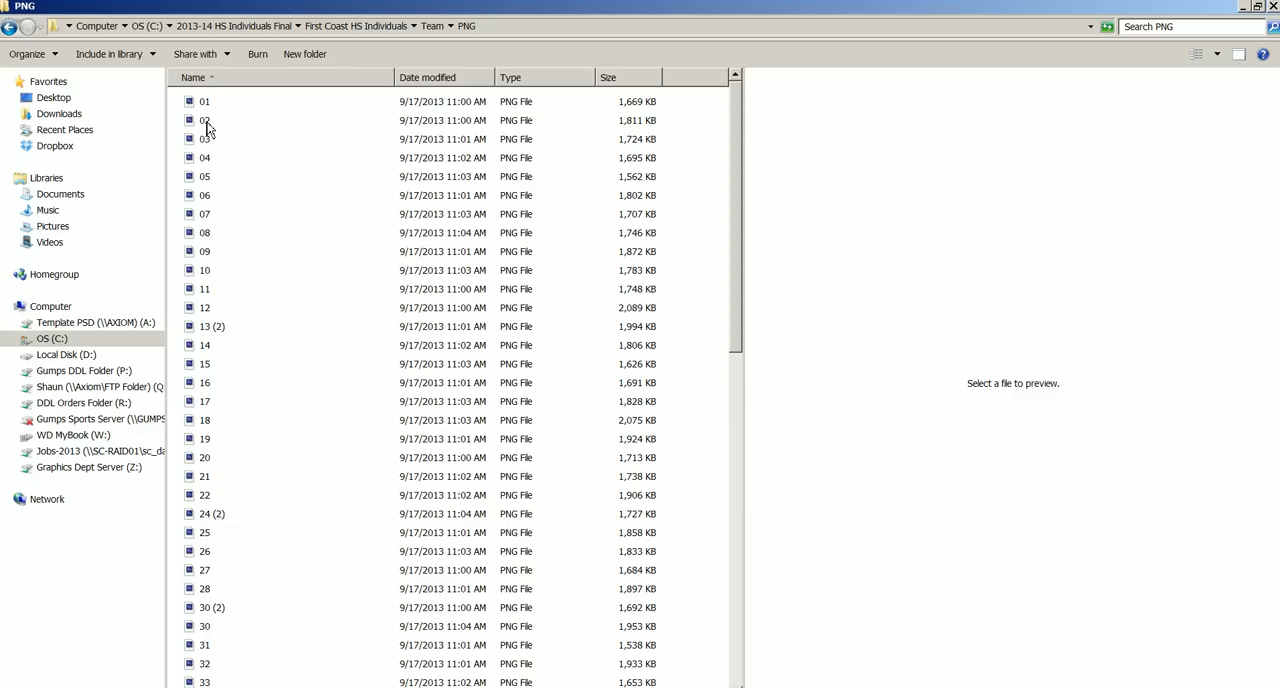 PNG
Computer OS (C:) 2013-14 HS Individuals Final First Coast HS Individuals Team PNG Search PNG
Organize Include in library Share with Burn New folder
Name Date modified Type Size
01 9/17/2013 11:00 AM PNG File 1,669 KB
02 9/17/2013 11:00 AM PNG File 1,811 KB
03 9/17/2013 11:01 AM PNG File 1,724 KB
04 9/17/2013 11:02 AM PNG File 1,695 KB
05 9/17/2013 11:03 AM PNG File 1,562 KB
06 9/17/2013 11:01 AM PNG File 1,802 KB
07 9/17/2013 11:03 AM PNG File 1,707 KB
08 9/17/2013 11:04 AM PNG File 1,746 KB
09 9/17/2013 11:01 AM PNG File 1,872 KB
10 9/17/2013 11:03 AM PNG File 1,783 KB
11 9/17/2013 11:00 AM PNG File 1,748 KB
12 9/17/2013 11:00 AM PNG File 2,089 KB
13 (2) 9/17/2013 11:01 AM PNG File 1,994 KB
14 9/17/2013 11:02 AM PNG File 1,806 KB
15 9/17/2013 11:03 AM PNG File 1,626 KB
16 9/17/2013 11:01 AM PNG File 1,691 KB
17 9/17/2013 11:03 AM PNG File 1,828 KB
18 9/17/2013 11:03 AM PNG File 2,075 KB
19 9/17/2013 11:01 AM PNG File 1,924 KB
20 9/17/2013 11:00 AM PNG File 1,713 KB
21 9/17/2013 11:02 AM PNG File 1,738 KB
22 9/17/2013 11:02 AM PNG File 1,906 KB
24 (2) 9/17/2013 11:04 AM PNG File 1,727 KB
25 9/17/2013 11:01 AM PNG File 1,858 KB
26 9/17/2013 11:03 AM PNG File 1,833 KB
27 9/17/2013 11:00 AM PNG File 1,684 KB
28 9/17/2013 11:01 AM PNG File 1,897 KB
30 (2) 9/17/2013 11:00 AM PNG File 1,692 KB
30 9/17/2013 11:04 AM PNG File 1,953 KB
31 9/17/2013 11:01 AM PNG File 1,538 KB
32 9/17/2013 11:01 AM PNG File 1,933 KB
33 9/17/2013 11:02 AM PNG File 1,653 KB
Favorites
Desktop
Downloads
Recent Places
Dropbox
Libraries
Documents
Music
Pictures
Videos
Homegroup
Computer
Template PSD (\\AXIOM) (A:)
OS (C:)
Local Disk (D:)
Gumps DDL Folder (P:)
Shaun (\\Axiom\FTP Folder) (Q
DDL Orders Folder (R:)
Gumps Sports Server (\\GUMPS
WD MyBook (W:)
Jobs-2013 (\\SC-RAID01\sc_da
Graphics Dept Server (Z:)
Network
Select a file to preview.